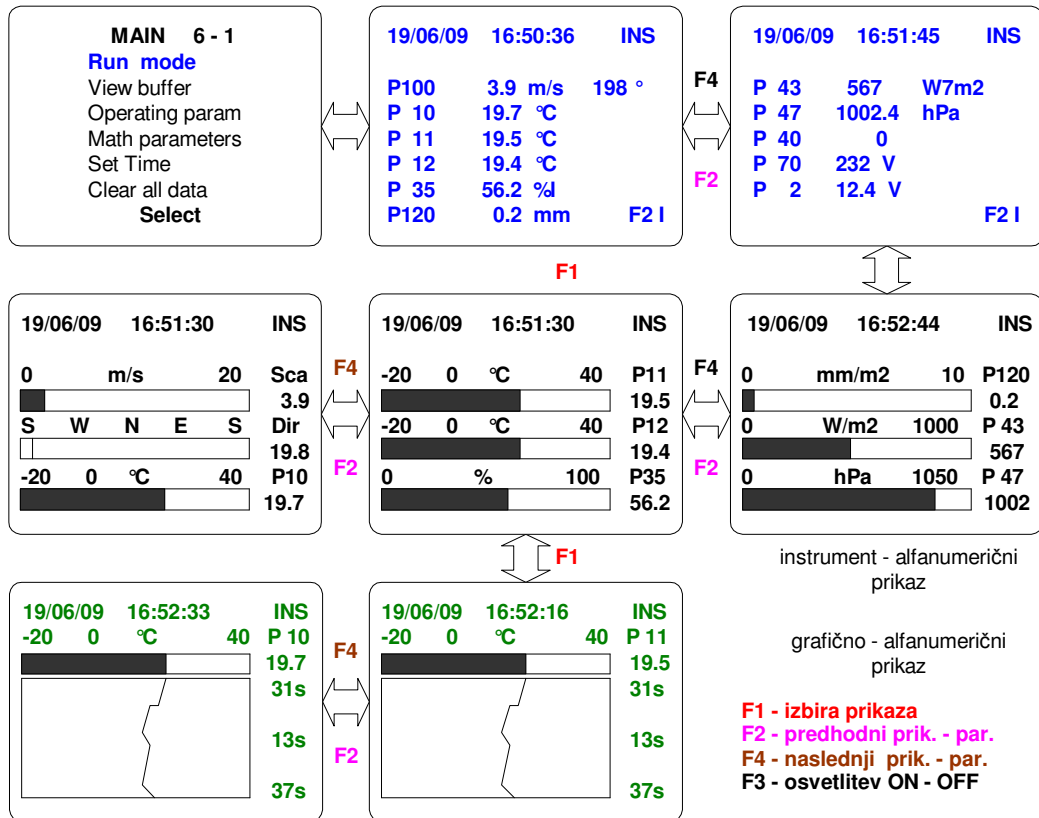 MAIN 6 - 1
Run mode
View buffer
Operating param
Math parameters
Set Time
Clear all data
Select
19/06/09 16:50:36 INS
P100 3.9 m/s 198 °
P 10 19.7 °C
P 11 19.5 °C
P 12 19.4 °C
P 35 56.2 %I
P120 0.2 mm F2 I
F4
F2
19/06/09 16:51:45 INS
P 43 567 W7m2
P 47 1002.4 hPa
P 40 0
P 70 232 V
P 2 12.4 V
F2 I
F1
19/06/09 16:51:30 INS
0 m/s 20 Sca
3.9
S W N E S Dir
19.8
-20 0 °C 40 P10
19.7
F4
F2
19/06/09 16:51:30 INS
-20 0 °C 40 P11
19.5
-20 0 °C 40 P12
19.4
0 % 100 P35
56.2
F4
F2
19/06/09 16:52:44 INS
0 mm/m2 10 P120
0.2
0 W/m2 1000 P 43
567
0 hPa 1050 P 47
1002
F1
instrument - alfanumerični
prikaz
19/06/09 16:52:33 INS
-20 0 °C 40 P 10
19.7
31s
13s
37s
F4
F2
19/06/09 16:52:16 INS
-20 0 °C 40 P 11
19.5
31s
13s
37s
grafično - alfanumerični
prikaz
F1 - izbira prikaza
F2 - predhodni prik. - par.
F4 - naslednji prik. - par.
F3 - osvetlitev ON - OFF